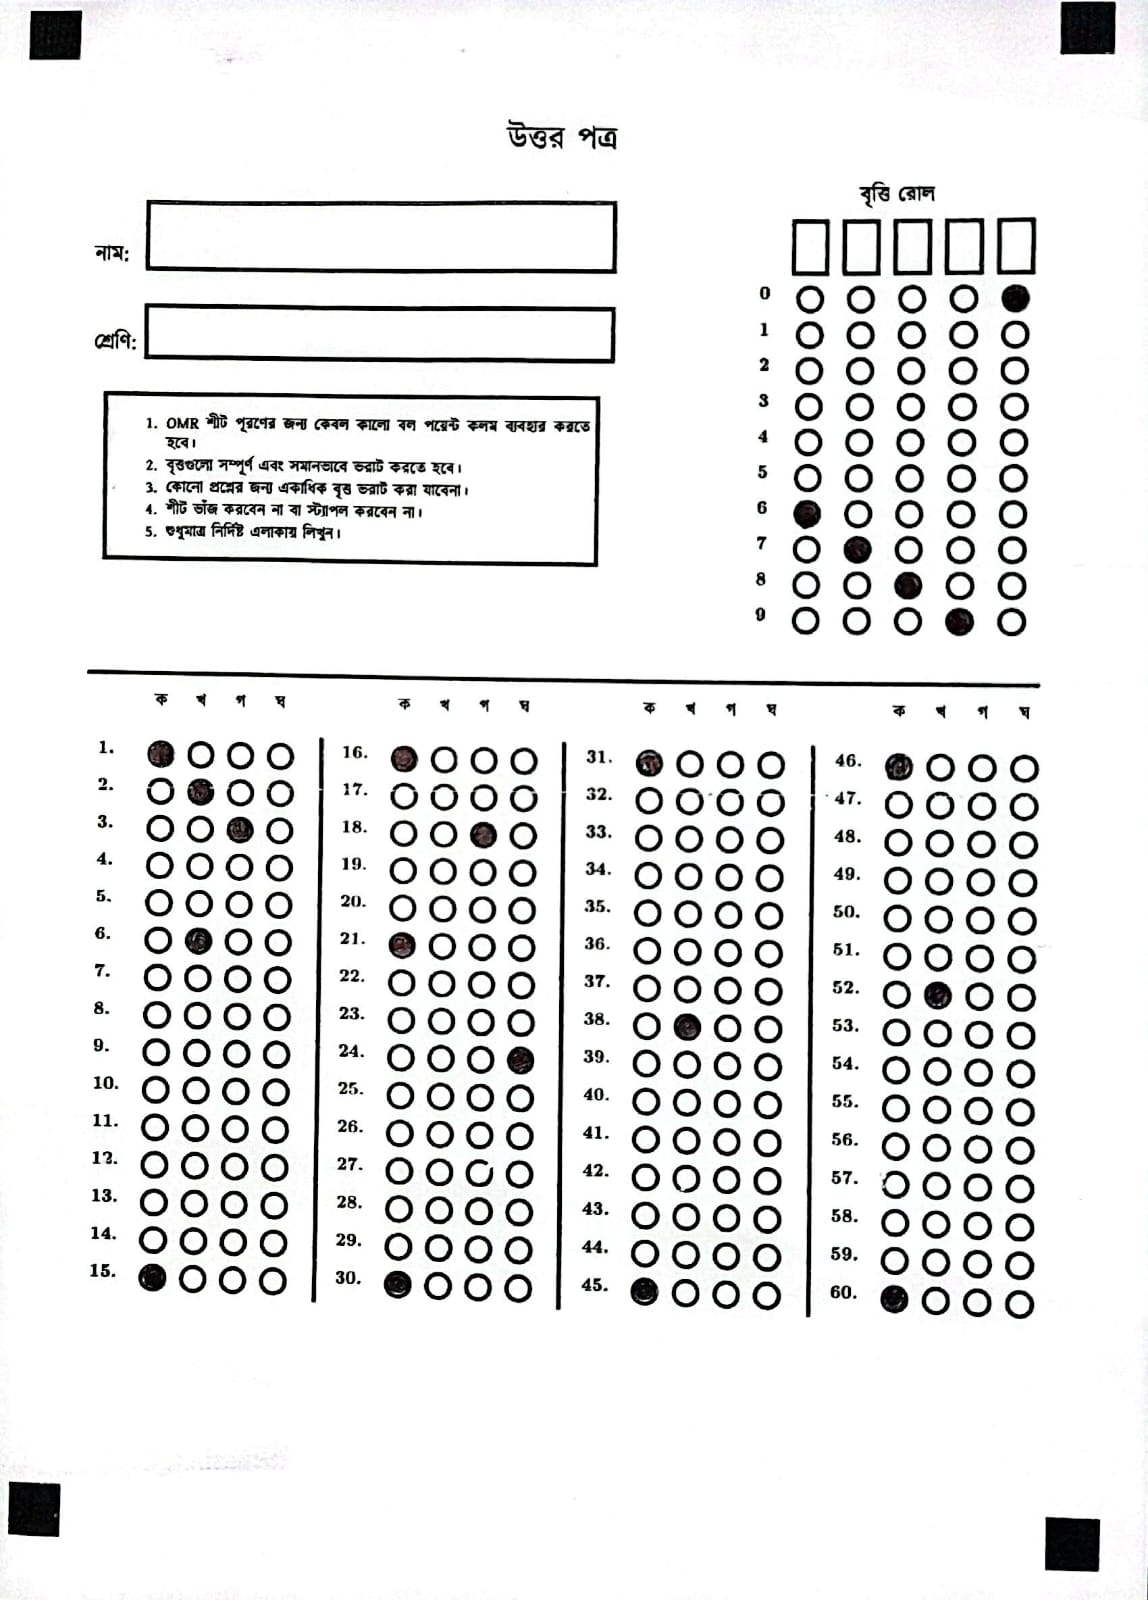 উত্তর পত্র
বৃত্তি রোল
নাম:
শ্রেণি:
1. OMR শীট পূরণের জন্য কেবল কালো বল পয়েন্ট কলম ব্যবহার করতে
হবে।
2. বৃত্তগুলো সম্পূর্ণ এবং সমানভাবে ভরাট করতে হবে।
3. কোনো প্রশ্নের জন্য একাধিক বৃত্ত ভরাট করা যাবেনা।
4. শীট ভাঁজ করবেন না বা স্ট্যাপল করবেন না।
5. শুধুমাত্র নির্দিষ্ট এলাকায় লিখুন।
0
1
2
3
4
5
6
7
8
9
ক খ গ ঘ ক খ গ ঘ ক খ গ ঘ ক খ গ ঘ
1. 16. 31. 46.
2. 17. 32. 47.
3. 18. 33. 48.
4. 19. 34. 49.
5. 20. 35. 50.
6. 21. 36. 51.
7. 22. 37. 52.
8. 23. 38. 53.
9. 24. 39. 54.
10. 25. 40. 55.
11. 26. 41. 56.
12. 27. 42. 57.
13. 28. 43. 58.
14. 29. 44. 59.
15. 30. 45. 60.